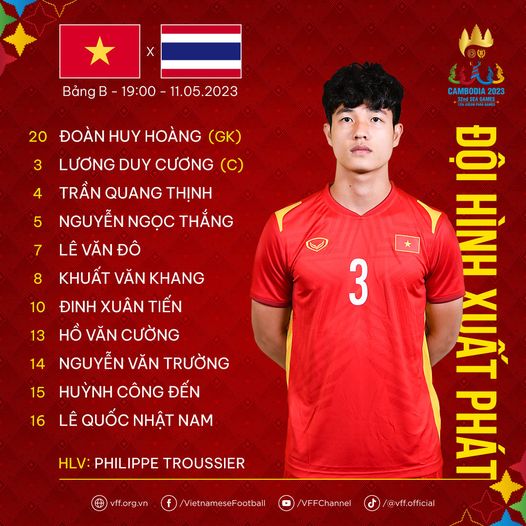 X
Bảng B - 19:00 - 11.05.2023
CAMBODIA 2023
32nd SEA GAMES
20 ĐOÀN HUY HOÀNG (GK)
3 LƯƠNG DUY CƯƠNG (C)
4 TRẦN QUANG THỊNH
5 NGUYỄN NGỌC THẮNG
7 LÊ VĂN ĐÔ
8 KHUẤT VĂN KHANG
10 ĐINH XUÂN TIẾN
13 HỒ VĂN CƯỜNG
14 NGUYỄN VĂN TRƯỜNG
15 HUỲNH CÔNG ĐẾN
16 LÊ QUỐC NHẬT NAM
HLV: PHILIPPE TROUSSIER
3
ĐỘI HÌNH XUẤT PHÁT
vff.org.vn
/VietnameseFootball
/VFFChannel
/@vff.official